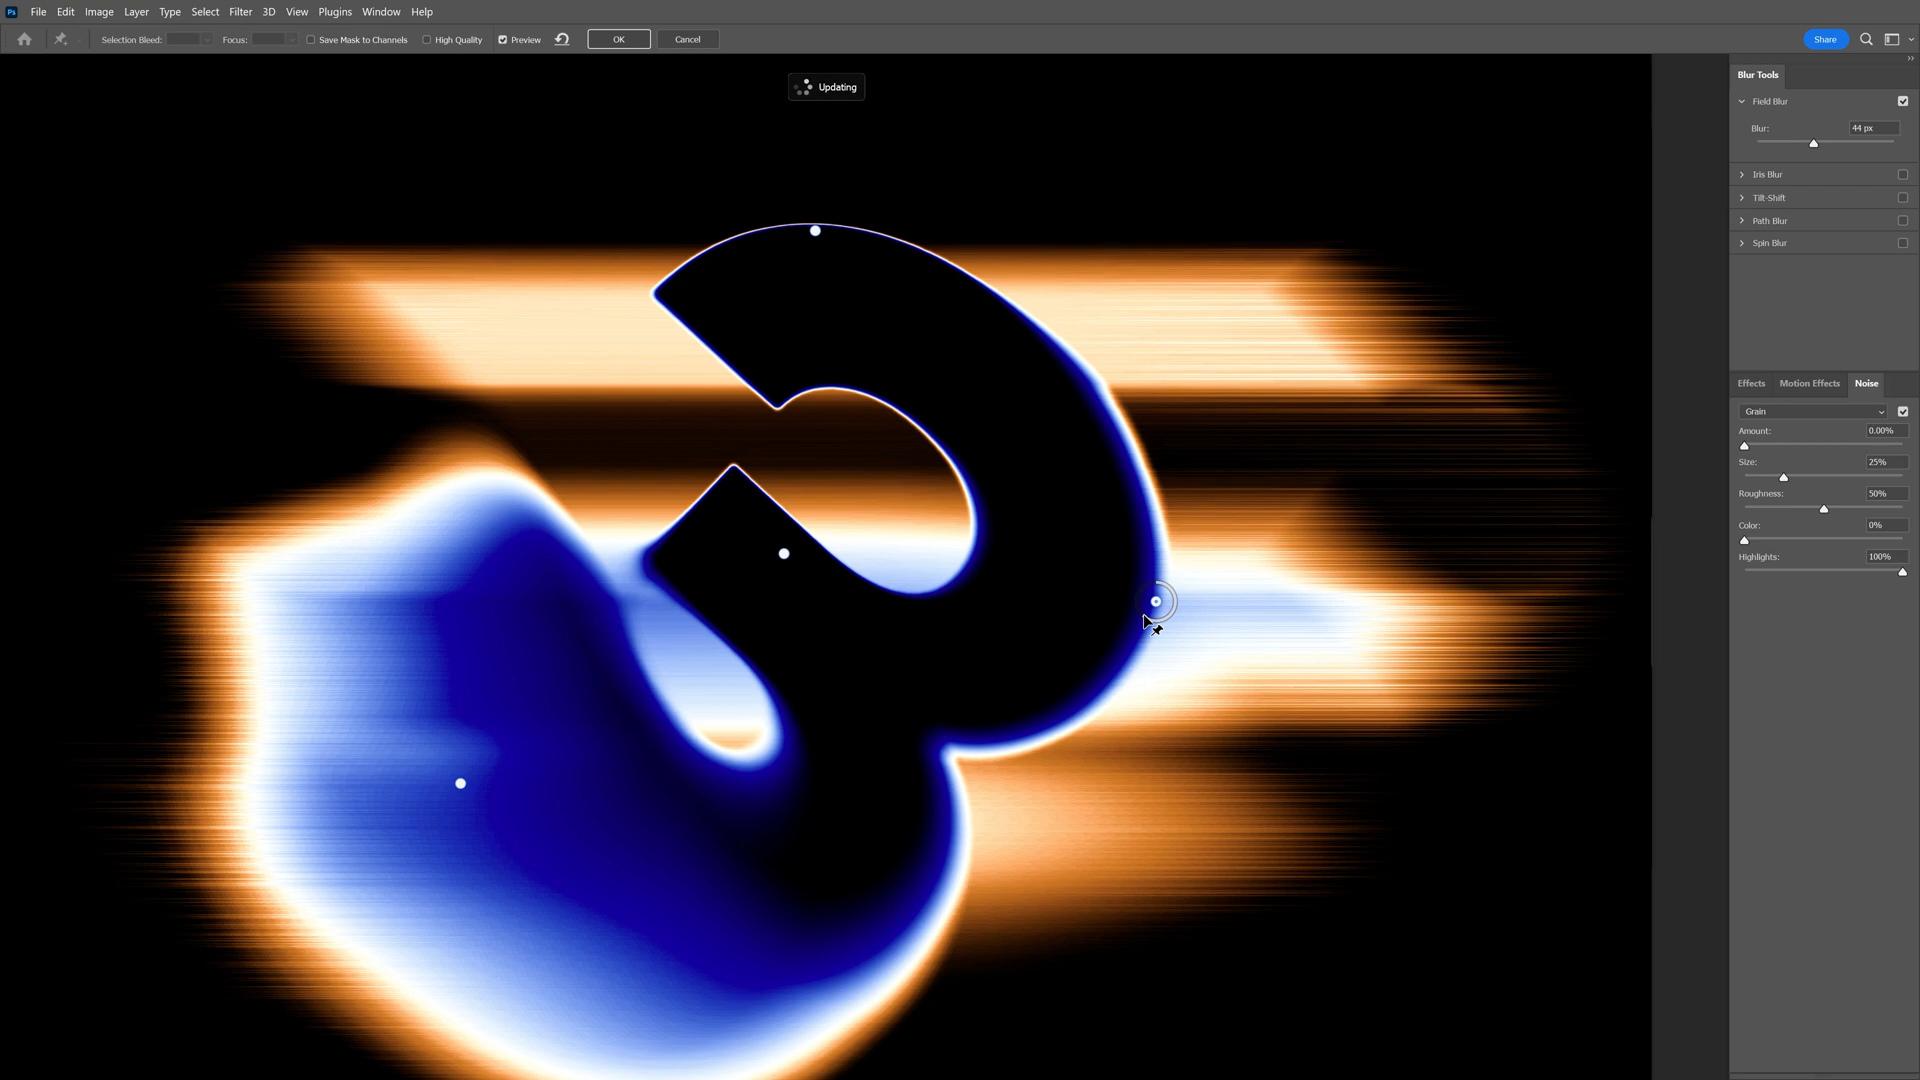 Ps File Edit Image Layer Type Select Filter 3D View Plugins Window Help
Selection Bleed: Focus: Save Mask to Channels High Quality Preview OK Cancel Share
Updating
Blur Tools
Field Blur
Blur: 44 px
Iris Blur
Tilt-Shift
Path Blur
Spin Blur
Effects Motion Effects Noise
Grain
Amount: 0.00%
Size: 25%
Roughness: 50%
Color: 0%
Highlights: 100%